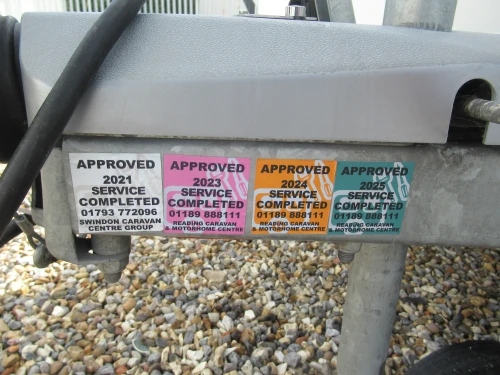 APPROVED
2021
SERVICE
COMPLETED
01793 772096
SWINDON CARAVAN
CENTRE GROUP
APPROVED
2023
SERVICE
COMPLETED
01189 888111
READING CARAVAN
& MOTORHOME CENTRE
APPROVED
2024
SERVICE
COMPLETED
01189 888111
READING CARAVAN
& MOTORHOME CENTRE
APPROVED
2025
SERVICE
COMPLETED
01189 888111
READING CARAVAN
& MOTORHOME CENTRE